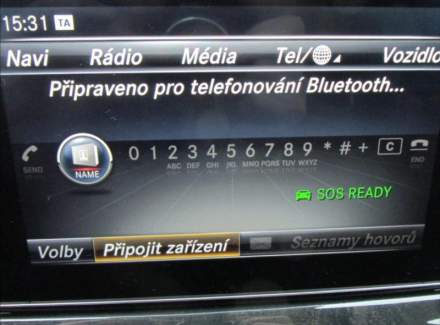 15:31 TA
Navi Rádio Média Tel/ Vozidlo
Připraveno pro telefonování Bluetooth...
SEND NAME 0 1 2 3 4 5 6 7 8 9 * # + C END
ABC DEF GHI JKL MNO PQRS TUV WXYZ
SOS READY
Volby Připojit zařízení Seznamy hovorů